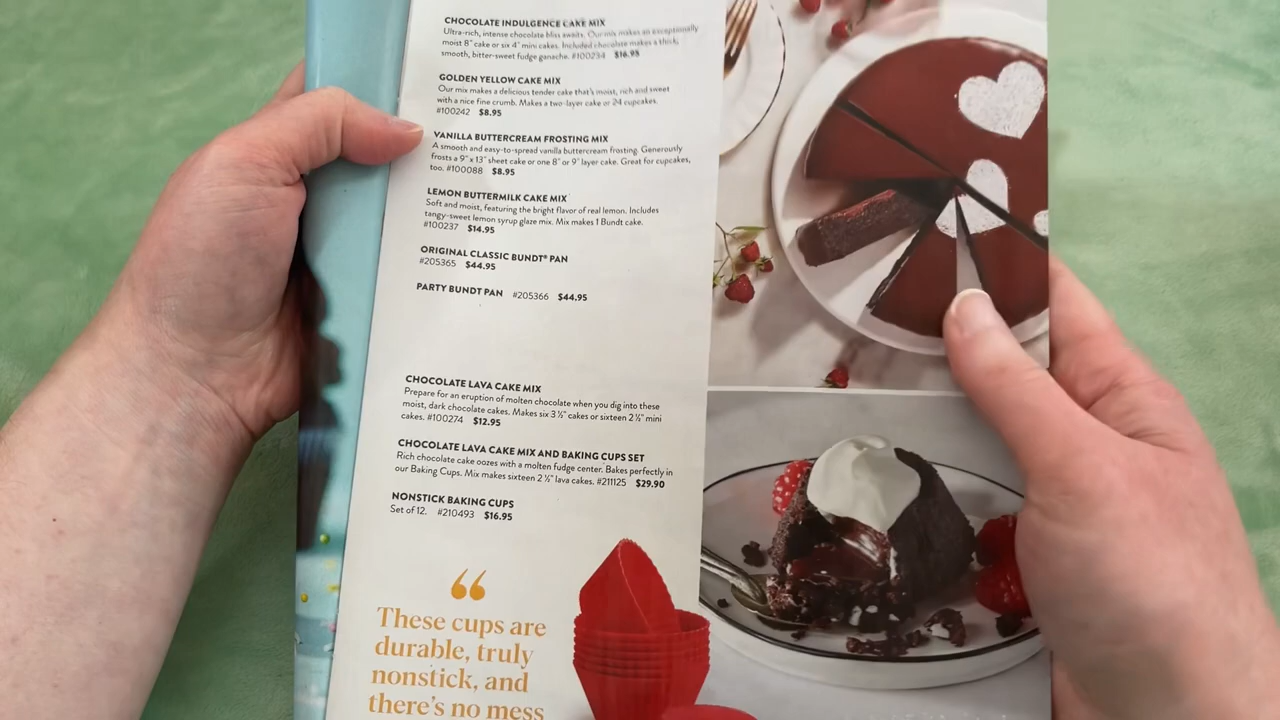 CHOCOLATE INDULGENCE CAKE MIX
Ultra-rich, intense chocolate bliss awaits. Our mix makes an exceptionally
moist 8" cake or six 4" mini cakes. Included chocolate makes a thick,
smooth, bitter-sweet fudge ganache. #100234 $16.95
GOLDEN YELLOW CAKE MIX
Our mix makes a delicious tender cake that's moist, rich and sweet
with a nice fine crumb. Makes a two-layer cake or 24 cupcakes.
#100242 $8.95
VANILLA BUTTERCREAM FROSTING MIX
A smooth and easy-to-spread vanilla buttercream frosting. Generously
frosts a 9" x 13" sheet cake or one 8" or 9" layer cake. Great for cupcakes,
too. #100088 $8.95
LEMON BUTTERMILK CAKE MIX
Soft and moist, featuring the bright flavor of real lemon. Includes
tangy-sweet lemon syrup glaze mix. Mix makes 1 Bundt cake.
#100237 $14.95
ORIGINAL CLASSIC BUNDT® PAN
#205365 $44.95
PARTY BUNDT PAN #205366 $44.95
CHOCOLATE LAVA CAKE MIX
Prepare for an eruption of molten chocolate when you dig into these
moist, dark chocolate cakes. Makes six 3 ½" cakes or sixteen 2 ½" mini
cakes. #100274 $12.95
CHOCOLATE LAVA CAKE MIX AND BAKING CUPS SET
Rich chocolate cake oozes with a molten fudge center. Bakes perfectly in
our Baking Cups. Mix makes sixteen 2 ½" lava cakes. #211125 $29.90
NONSTICK BAKING CUPS
Set of 12. #210493 $16.95
“
These cups are
durable, truly
nonstick, and
there's no mess